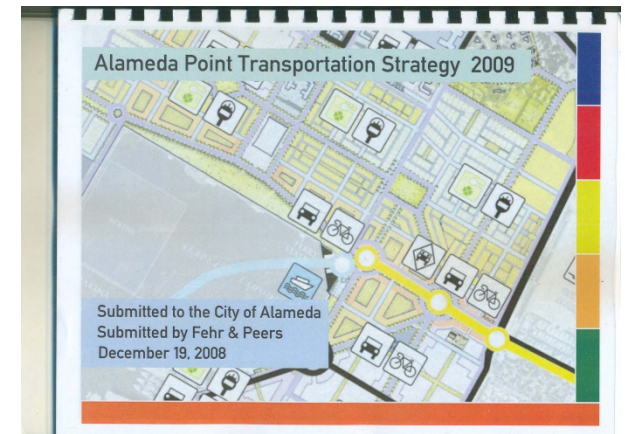 Alameda Point Transportation Strategy 2009
Submitted to the City of Alameda
Submitted by Fehr & Peers
December 19, 2008